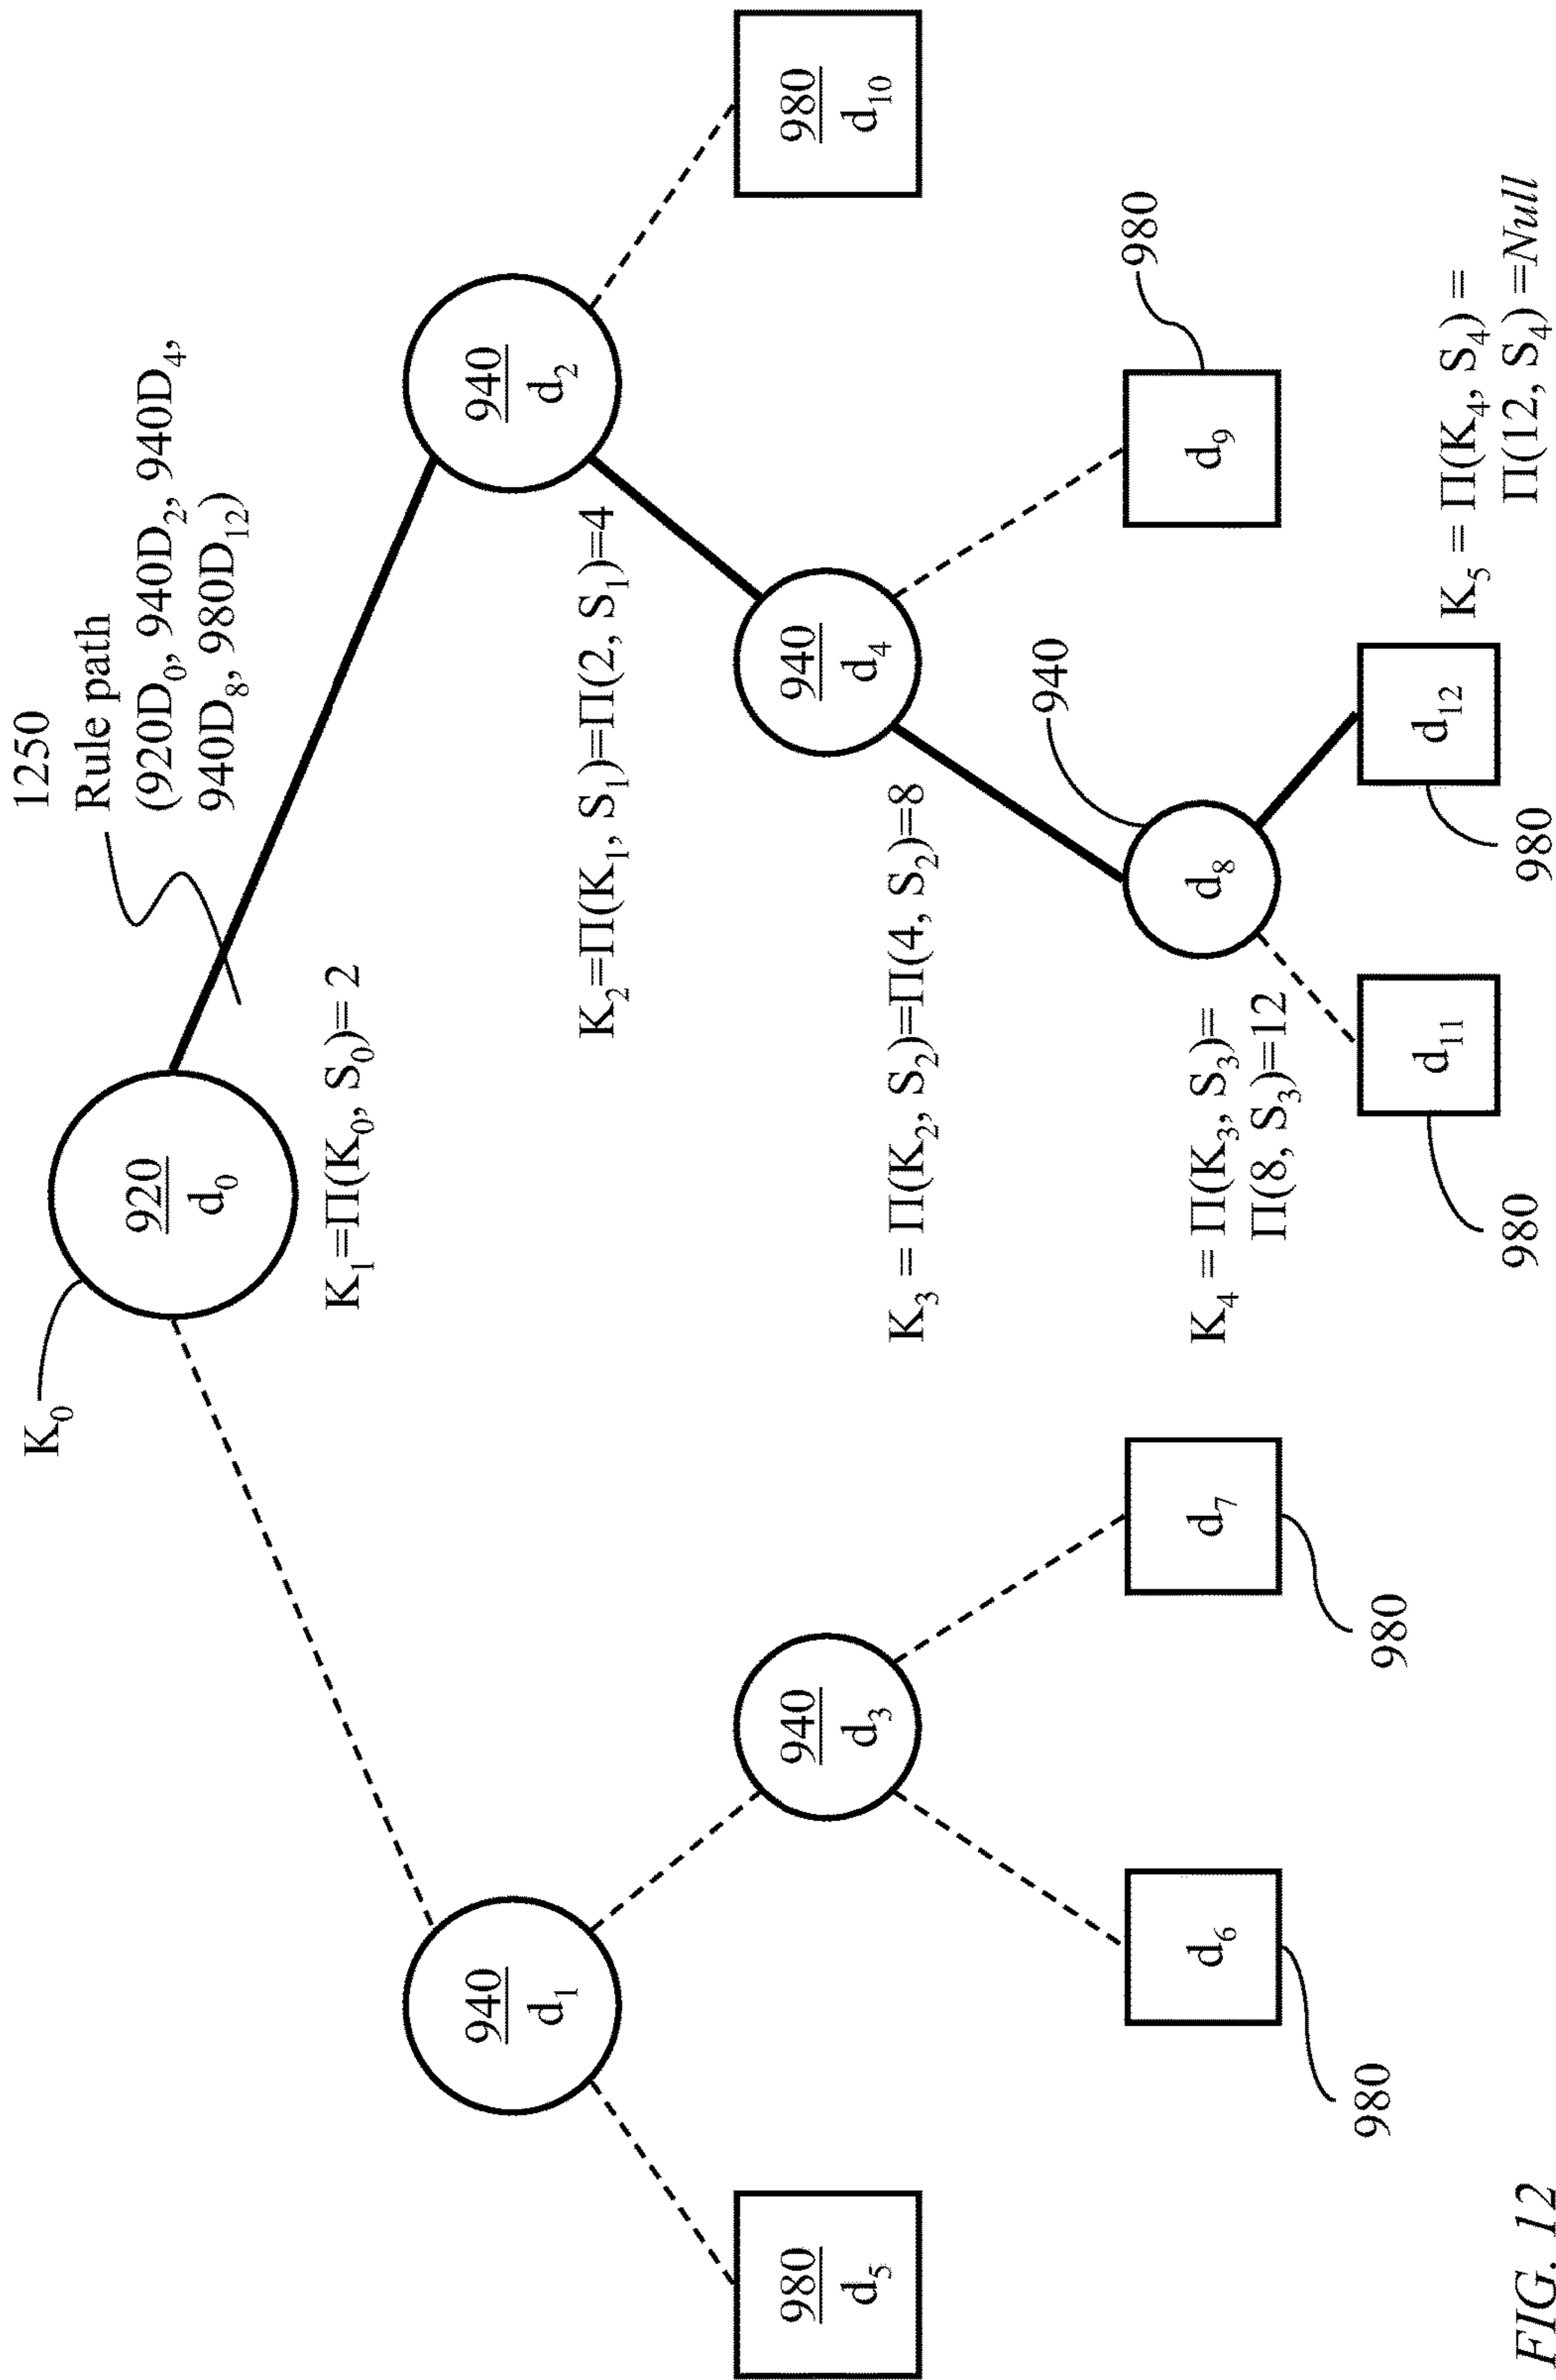 1250
Rule path
(920D₀, 940D₂, 940D₄,
940D₈, 980D₁₂)
K₀
920
d₀
K₁=Π(K₀, S₀)= 2
940
d₁
940
d₂
K₂=Π(K₁, S₁)=Π(2, S₁)=4
980
d₅
940
d₃
940
d₄
980
d₁₀
K₃ = Π(K₂, S₂)=Π(4, S₂)=8
940
980
d₆
d₇
d₈
d₉
980
980
K₄ = Π(K₃, S₃)=
Π(8, S₃)=12
d₁₁
d₁₂
980
980
K₅ = Π(K₄, S₄) =
Π(12, S₄) =Null
FIG. 12